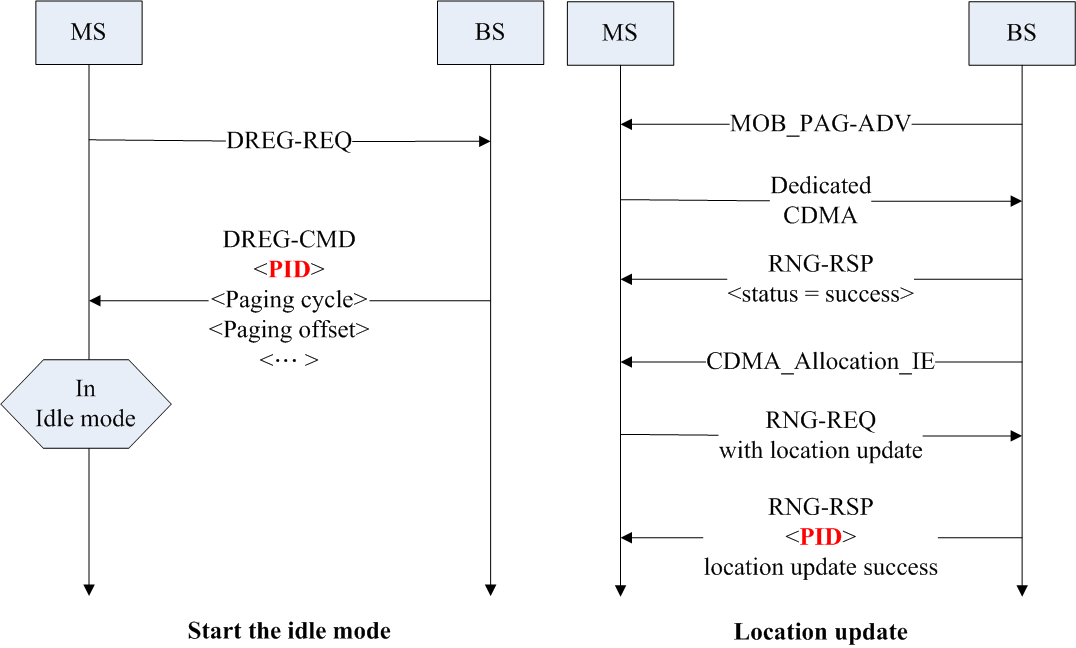 MS
BS
DREG-REQ
DREG-CMD
<PID>
<Paging cycle>
<Paging offset>
<··· >
In
Idle mode
Start the idle mode
MS
BS
MOB_PAG-ADV
Dedicated
CDMA
RNG-RSP
<status = success>
CDMA_Allocation_IE
RNG-REQ
with location update
RNG-RSP
<PID>
location update success
Location update